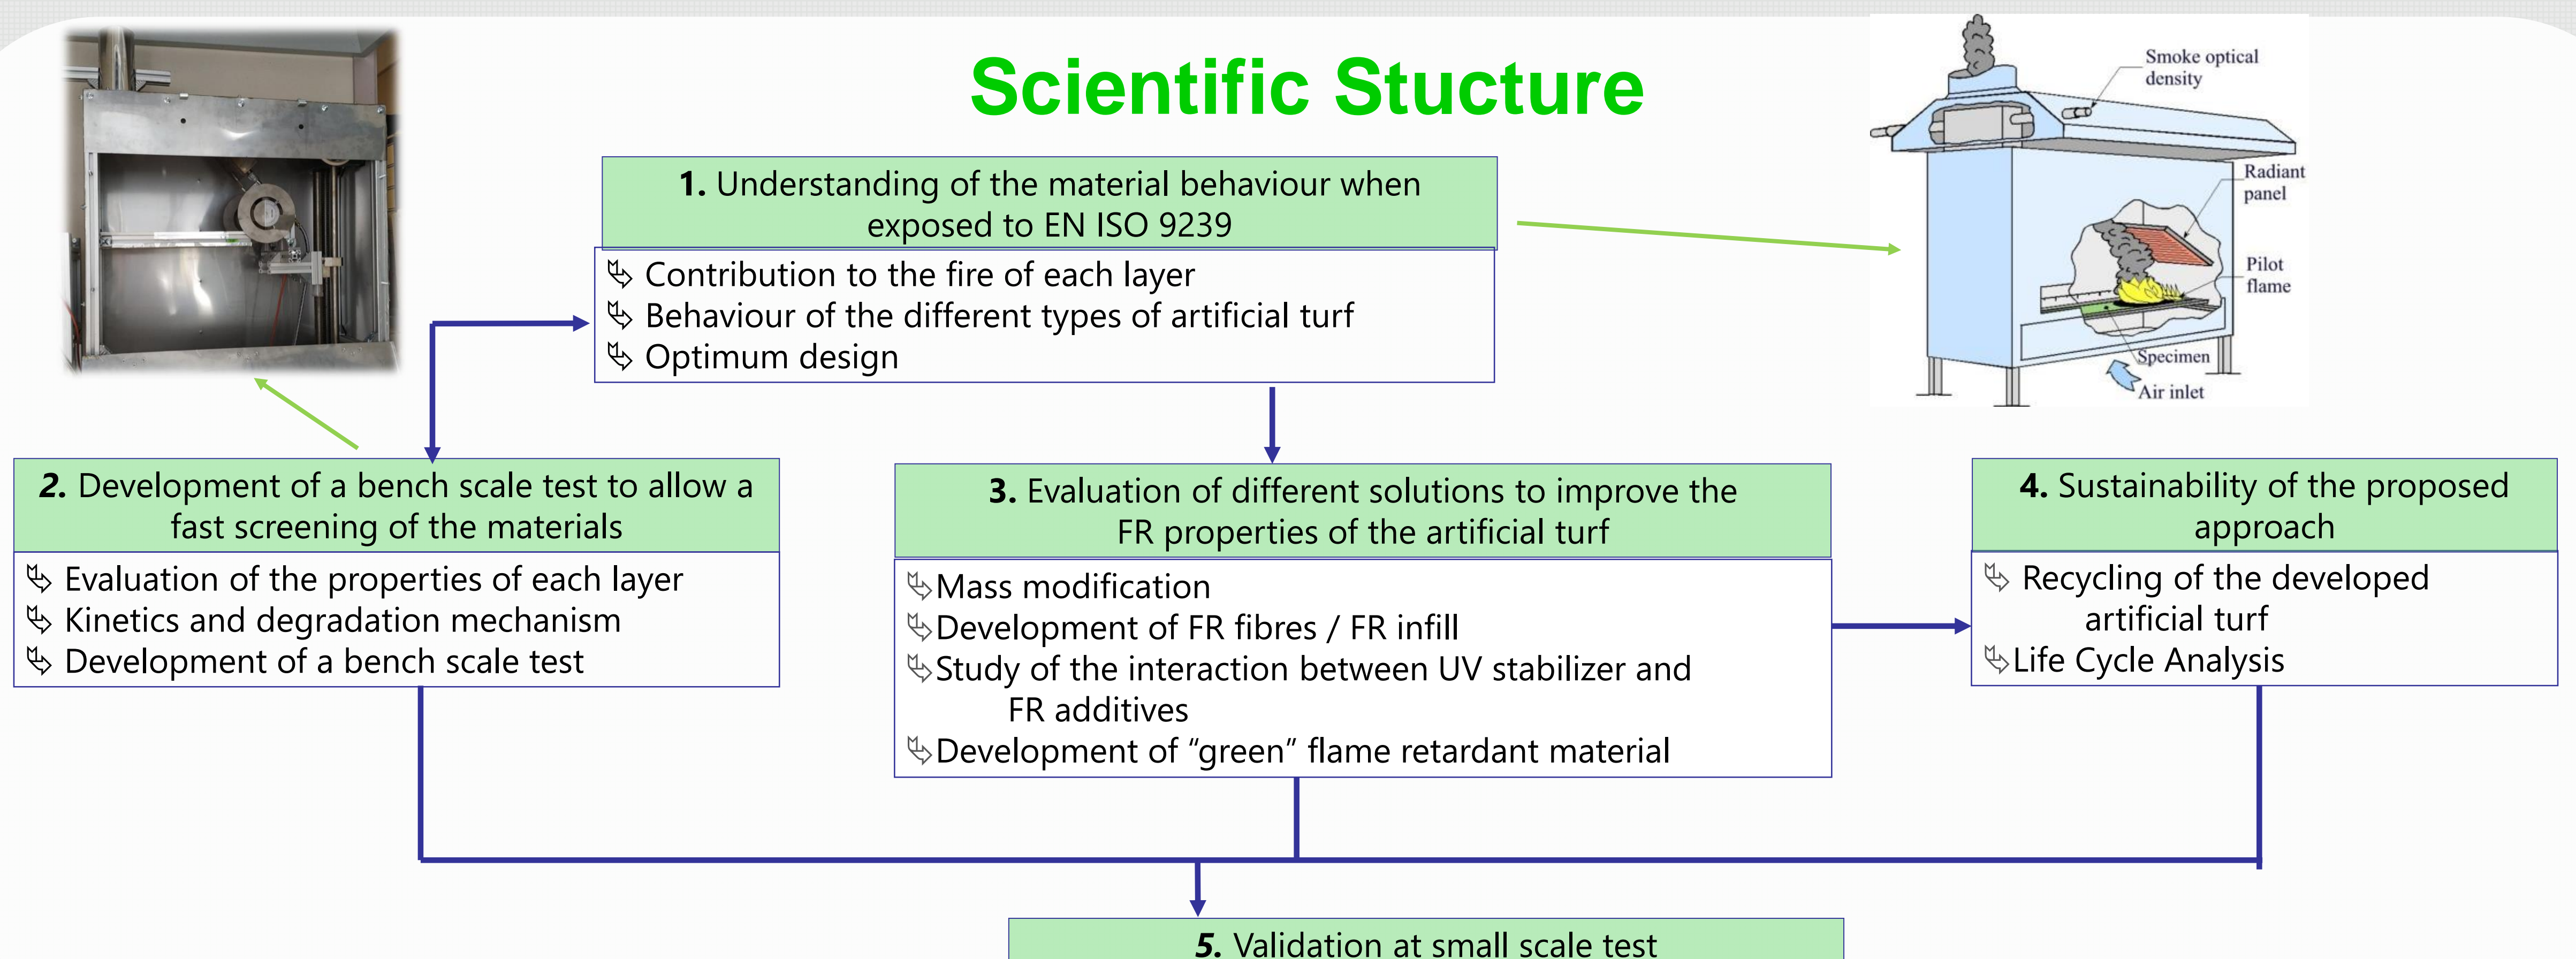 Scientific Stucture
Smoke optical
density
Radiant
panel
Pilot
flame
Specimen
Air inlet
1. Understanding of the material behaviour when
exposed to EN ISO 9239
Contribution to the fire of each layer
Behaviour of the different types of artificial turf
Optimum design
2. Development of a bench scale test to allow a
fast screening of the materials
Evaluation of the properties of each layer
Kinetics and degradation mechanism
Development of a bench scale test
3. Evaluation of different solutions to improve the
FR properties of the artificial turf
Mass modification
Development of FR fibres / FR infill
Study of the interaction between UV stabilizer and
FR additives
Development of “green” flame retardant material
4. Sustainability of the proposed
approach
Recycling of the developed
artificial turf
Life Cycle Analysis
5. Validation at small scale test